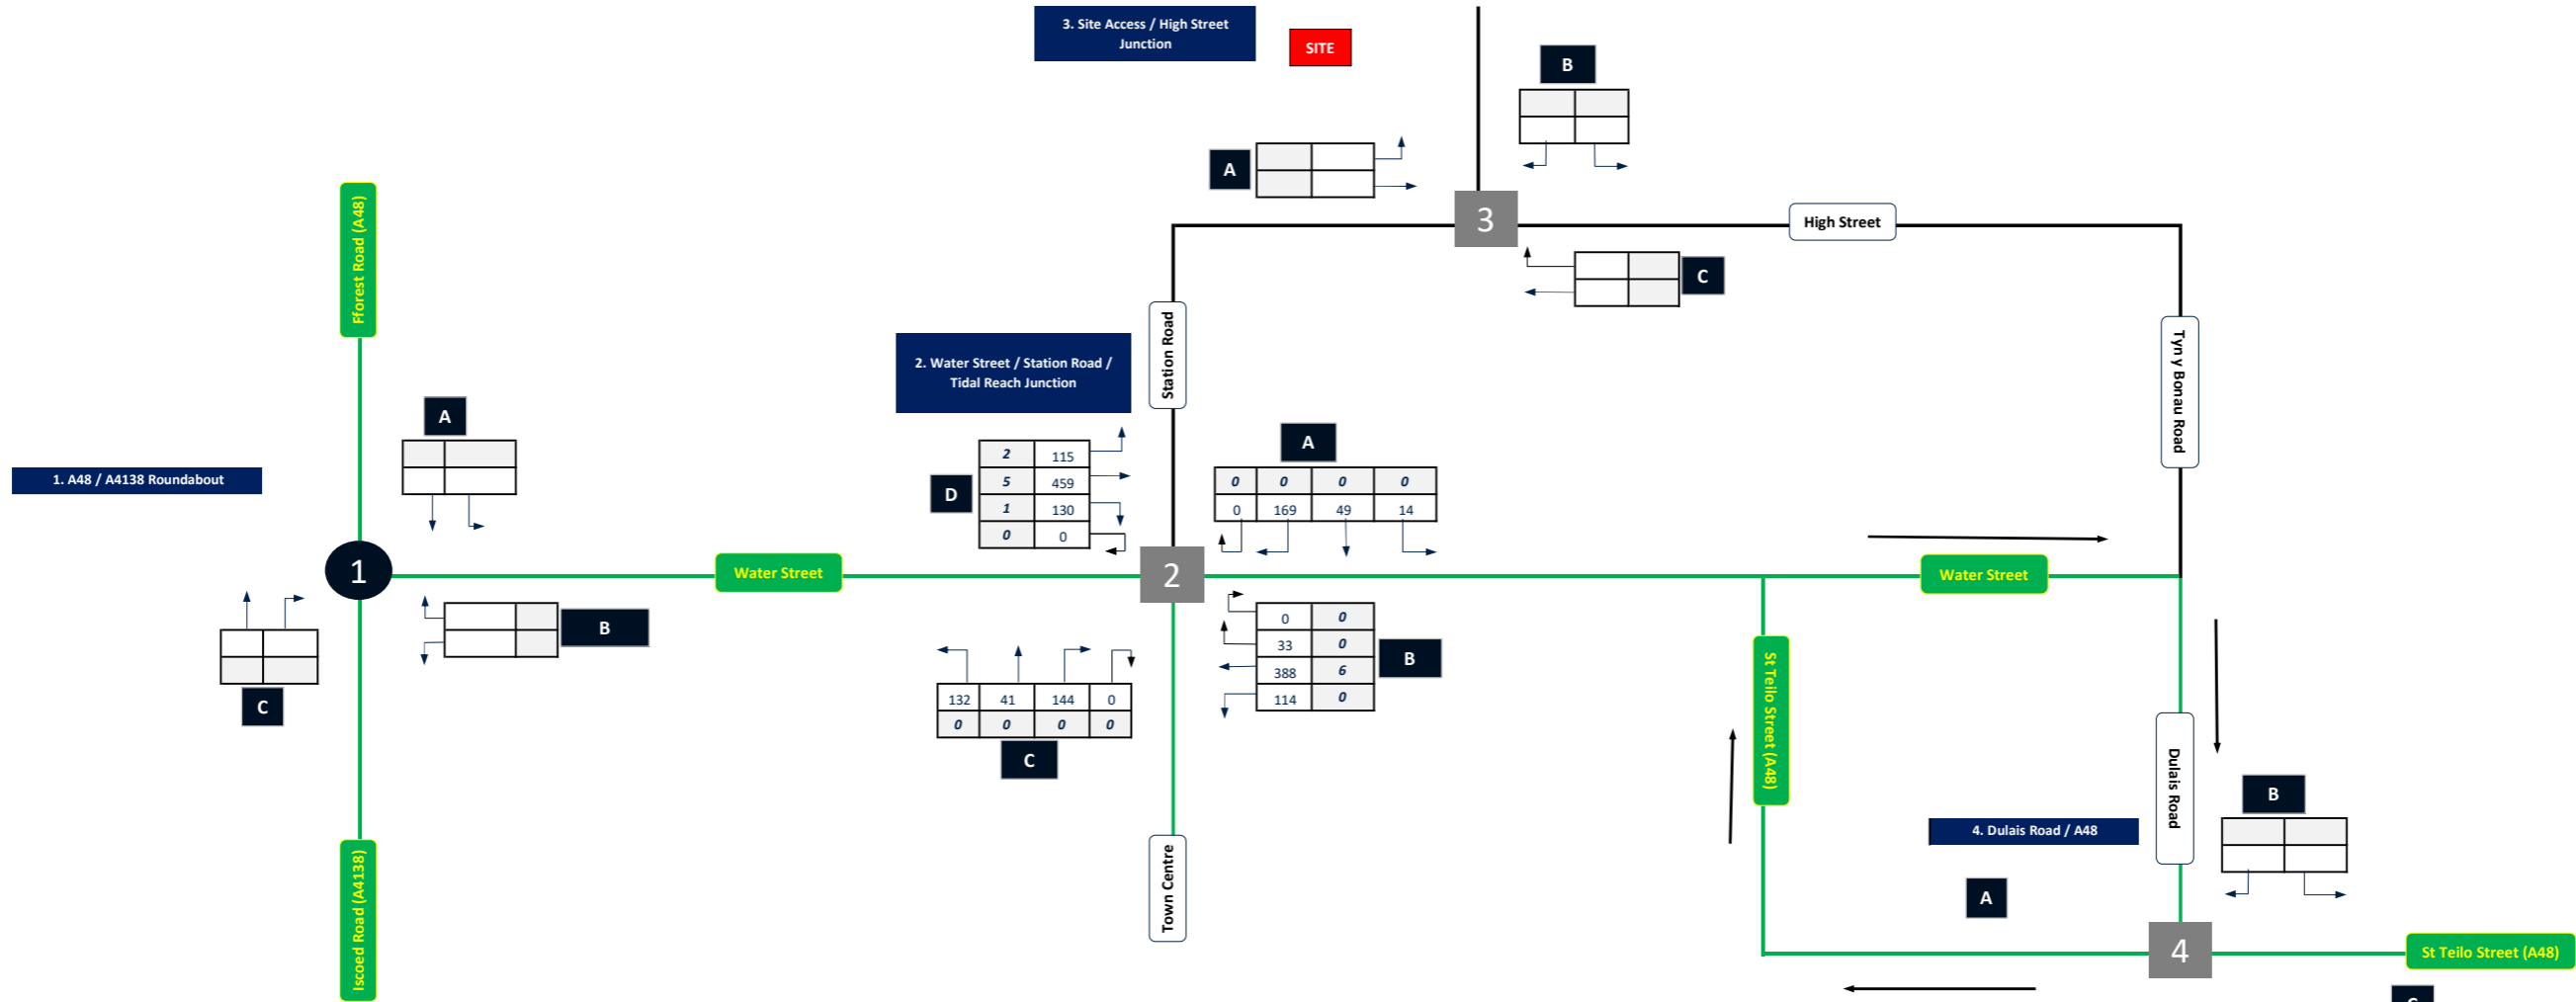 3. Site Access / High Street
Junction
SITE
B
A
3
High Street
C
Fforest Road (A48)
Station Road
Tyn y Bonau Road
2. Water Street / Station Road /
Tidal Reach Junction
A
1. A48 / A4138 Roundabout
D
2 115
5 459
1 130
0 0
A
0 0 0 0
0 169 49 14
1
Water Street
2
Water Street
B
C
0 0
33 0
388 6
114 0
B
132 41 144 0
0 0 0 0
C
St Teilo Street (A48)
Dulais Road
B
4. Dulais Road / A48
A
Town Centre
Iscoed Road (A4138)
4
St Teilo Street (A48)